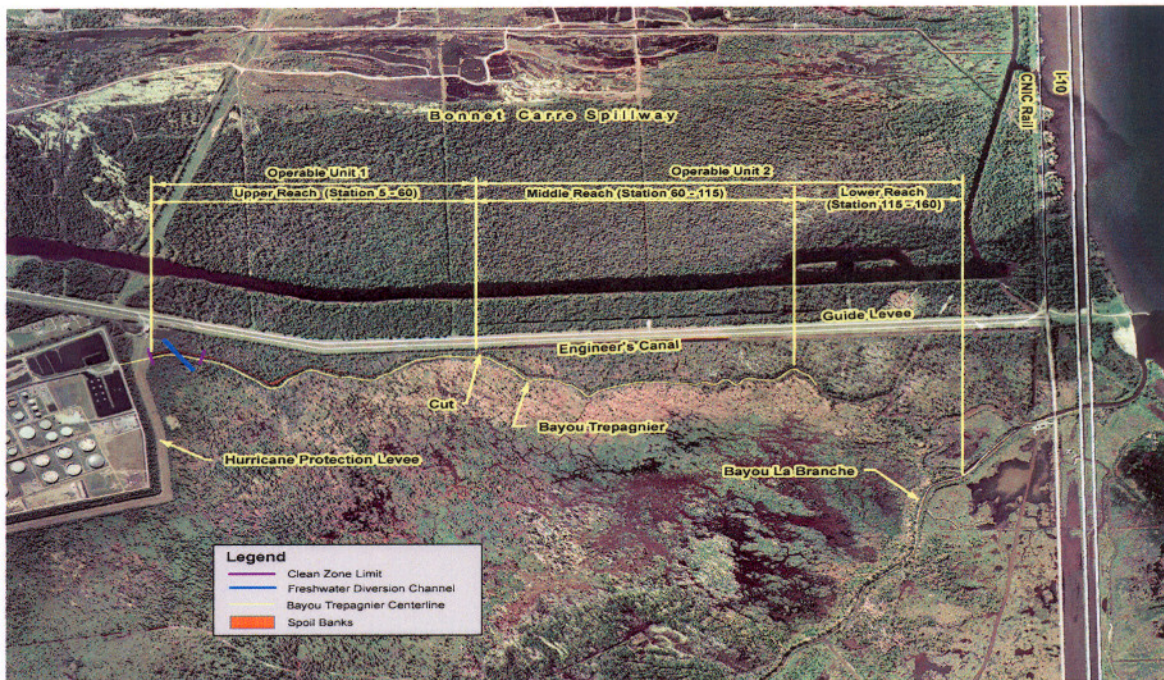 I-10
CNIC Rail
Bonnet Carre Spillway
Operable Unit 1
Operable Unit 2
Upper Reach (Station 5 - 60)
Middle Reach (Station 60 - 115)
Lower Reach
(Station 115 - 160)
Guide Levee
Engineer's Canal
Cut
Bayou Trepagnier
Hurricane Protection Levee
Bayou La Branche
Legend
Clean Zone Limit
Freshwater Diversion Channel
Bayou Trepagnier Centerline
Spoil Banks